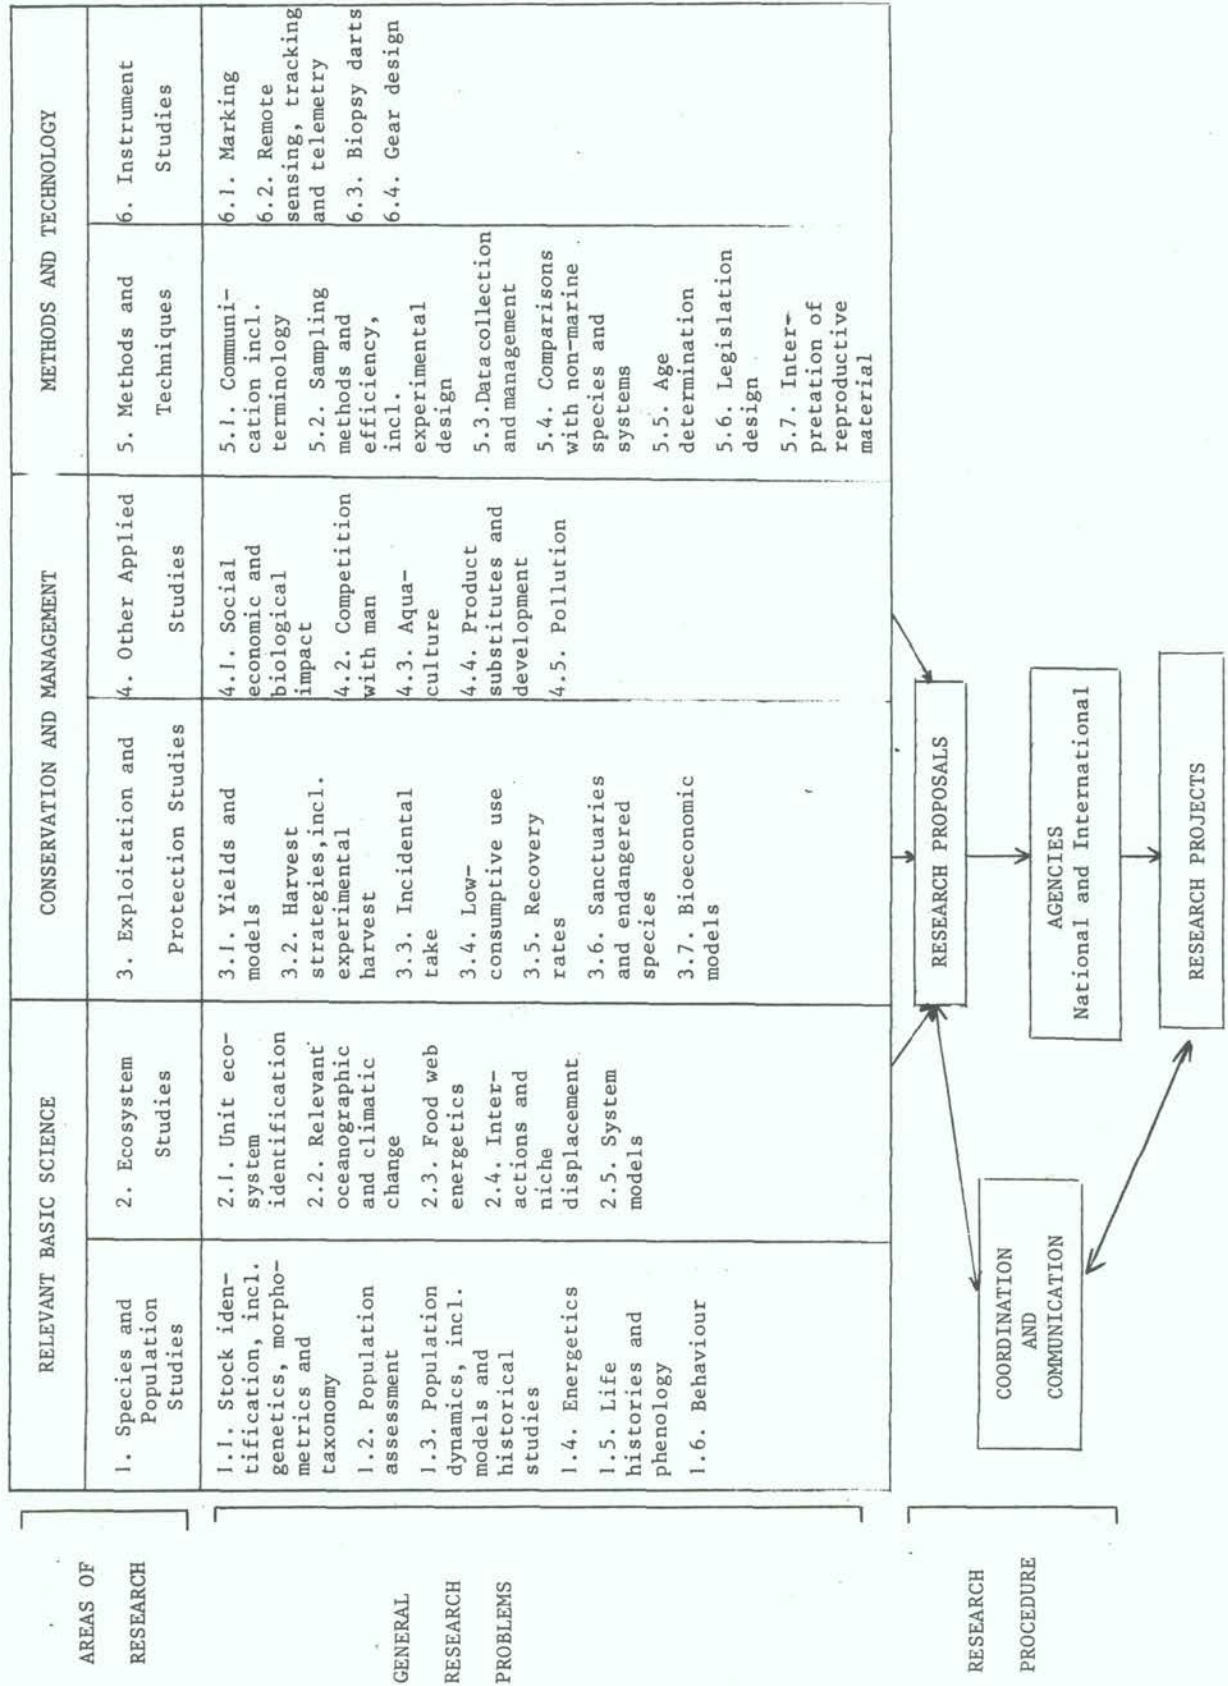 AREAS OF
RESEARCH
RELEVANT BASIC SCIENCE
CONSERVATION AND MANAGEMENT
METHODS AND TECHNOLOGY
1. Species and
Population
Studies
2. Ecosystem
Studies
3. Exploitation and
Protection Studies
4. Other Applied
Studies
5. Methods and
Techniques
6. Instrument
Studies
GENERAL
RESEARCH
PROBLEMS
1.1. Stock iden-
tification, incl.
genetics, morpho-
metrics and
taxonomy
1.2. Population
assessment
1.3. Population
dynamics, incl.
models and
historical
studies
1.4. Energetics
1.5. Life
histories and
phenology
1.6. Behaviour
2.1. Unit eco-
system
identification
2.2. Relevant
oceanographic
and climatic
change
2.3. Food web
energetics
2.4. Inter-
actions and
niche
displacement
2.5. System
models
3.1. Yields and
models
3.2. Harvest
strategies,incl.
experimental
harvest
3.3. Incidental
take
3.4. Low-
consumptive use
3.5. Recovery
rates
3.6. Sanctuaries
and endangered
species
3.7. Bioeconomic
models
4.1. Social
economic and
biological
impact
4.2. Competition
with man
4.3. Aqua-
culture
4.4. Product
substitutes and
development
4.5. Pollution
5.1. Communi-
cation incl.
terminology
5.2. Sampling
methods and
efficiency,
incl.
experimental
design
5.3.Data collection
and management
5.4. Comparisons
with non-marine
species and
systems
5.5. Age
determination
5.6. Legislation
design
5.7. Inter-
pretation of
reproductive
material
6.1. Marking
6.2. Remote
sensing, tracking
and telemetry
6.3. Biopsy darts
6.4. Gear design
RESEARCH
PROCEDURE
RESEARCH PROPOSALS
COORDINATION
AND
COMMUNICATION
AGENCIES
National and International
RESEARCH PROJECTS